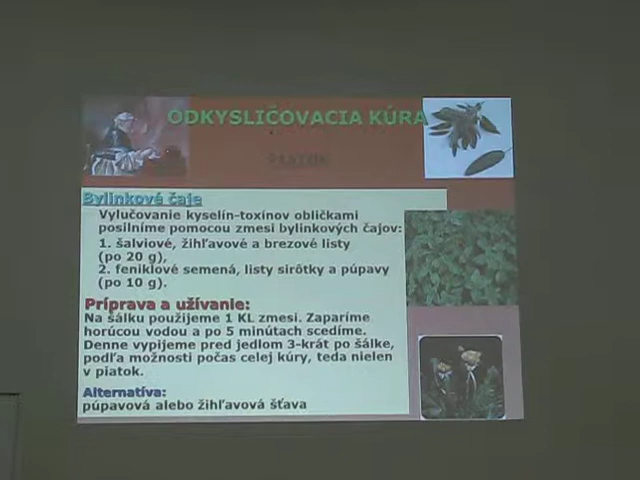 ODKYSLIČOVACIA KÚRA
PIATOK
Bylinkové čaje
Vylučovanie kyselín-toxínov obličkami
posilníme pomocou zmesi bylinkových čajov:
1. šalviové, žihľavové a brezové listy
(po 20 g),
2. feniklové semená, listy sirôtky a púpavy
(po 10 g).
Príprava a užívanie:
Na šálku použijeme 1 KL zmesi. Zaparíme
horúcou vodou a po 5 minútach scedíme.
Denne vypijeme pred jedlom 3-krát po šálke,
podľa možnosti počas celej kúry, teda nielen
v piatok.
Alternatíva:
púpavová alebo žihľavová šťava